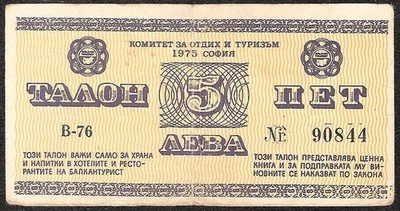 КОМИТЕТ ЗА ОТДИХ И ТУРИЗЪМ
1975 СОФИЯ
ТАЛОН 5 ПЕТ
ЛЕВА
В-76
№ 90844
ТОЗИ ТАЛОН ВАЖИ САМО ЗА ХРАНА
И НАПИТКИ В ХОТЕЛИТЕ И РЕСТО-
РАНТИТЕ НА БАЛКАНТУРИСТ
ТОЗИ ТАЛОН ПРЕДСТАВЛЯВА ЦЕННА
КНИГА И ЗА ПОДПРАВКАТА МУ ВИ-
НОВНИТЕ СЕ НАКАЗВАТ ПО ЗАКОНА